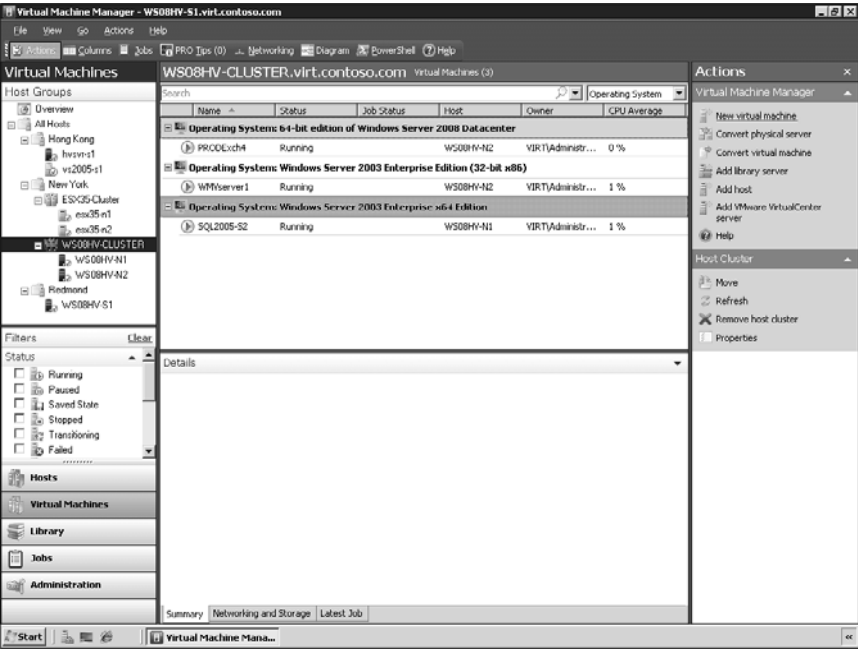 Virtual Machine Manager - WS08HV-S1.virt.contoso.com
File View Go Actions Help
Actions Columns Jobs PRO Tips (0) Networking Diagram PowerShell Help
Virtual Machines
Host Groups
Overview
All Hosts
Hong Kong
hvsvr-s1
vs2005-s1
New York
ESX35-Cluster
esx35-n1
esx35-n2
WS08HV-CLUSTER
WS08HV-N1
WS08HV-N2
Redmond
WS08HV-S1
Filters Clear
Status
Running
Paused
Saved State
Stopped
Transitioning
Failed
Hosts
Virtual Machines
Library
Jobs
Administration
WS08HV-CLUSTER.virt.contoso.com Virtual Machines (3)
Search Operating System
Name Status Job Status Host Owner CPU Average
Operating System: 64-bit edition of Windows Server 2008 Datacenter
PRODExch4 Running WS08HV-N2 VIRT\Administr... 0 %
Operating System: Windows Server 2003 Enterprise Edition (32-bit x86)
Running WS08HV-N2 VIRT\Administr... 1 %
Operating System: Windows Server 2003 Enterprise x64 Edition
SQL2005-S2 Running WS08HV-N1 VIRT\Administr... 1 %
Details
Summary Networking and Storage Latest Job
Actions
Virtual Machine Manager
New virtual machine
Convert physical server
Convert virtual machine
Add library server
Add host
Add VMware VirtualCenter
server
Help
Host Cluster
Move
Refresh
Remove host cluster
Properties
Start Virtual Machine Mana...